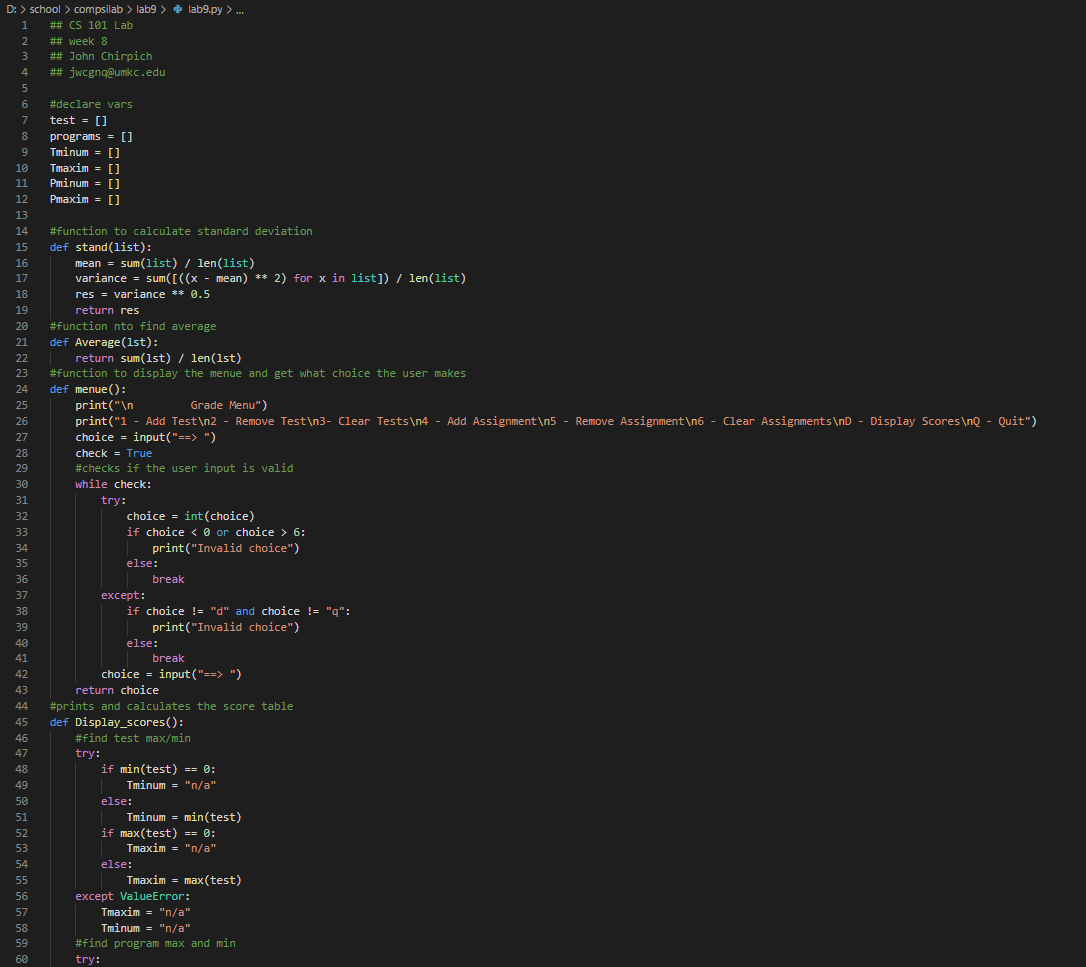 D: > school > compsilab > lab9 > lab9.py > ...
1 ## CS 101 Lab
2 ## week 8
3 ## John Chirpich
4 ## jwcgnq@umkc.edu
5
6 #declare vars
7 test = []
8 programs = []
9 Tminum = []
10 Tmaxim = []
11 Pminum = []
12 Pmaxim = []
13
14 #function to calculate standard deviation
15 def stand(list):
16     mean = sum(list) / len(list)
17     variance = sum([((x - mean) ** 2) for x in list]) / len(list)
18     res = variance ** 0.5
19     return res
20 #function nto find average
21 def Average(lst):
22     return sum(lst) / len(lst)
23 #function to display the menue and get what choice the user makes
24 def menue():
25     print("\n         Grade Menu")
26     print("1 - Add Test\n2 - Remove Test\n3- Clear Tests\n4 - Add Assignment\n5 - Remove Assignment\n6 - Clear Assignments\nD - Display Scores\nQ - Quit")
27     choice = input("==> ")
28     check = True
29     #checks if the user input is valid
30     while check:
31         try:
32             choice = int(choice)
33             if choice < 0 or choice > 6:
34                 print("Invalid choice")
35             else:
36                 break
37         except:
38             if choice != "d" and choice != "q":
39                 print("Invalid choice")
40             else:
41                 break
42         choice = input("==> ")
43     return choice
44 #prints and calculates the score table
45 def Display_scores():
46     #find test max/min
47     try:
48         if min(test) == 0:
49             Tminum = "n/a"
50         else:
51             Tminum = min(test)
52         if max(test) == 0:
53             Tmaxim = "n/a"
54         else:
55             Tmaxim = max(test)
56     except ValueError:
57         Tmaxim = "n/a"
58         Tminum = "n/a"
59     #find program max and min
60     try: